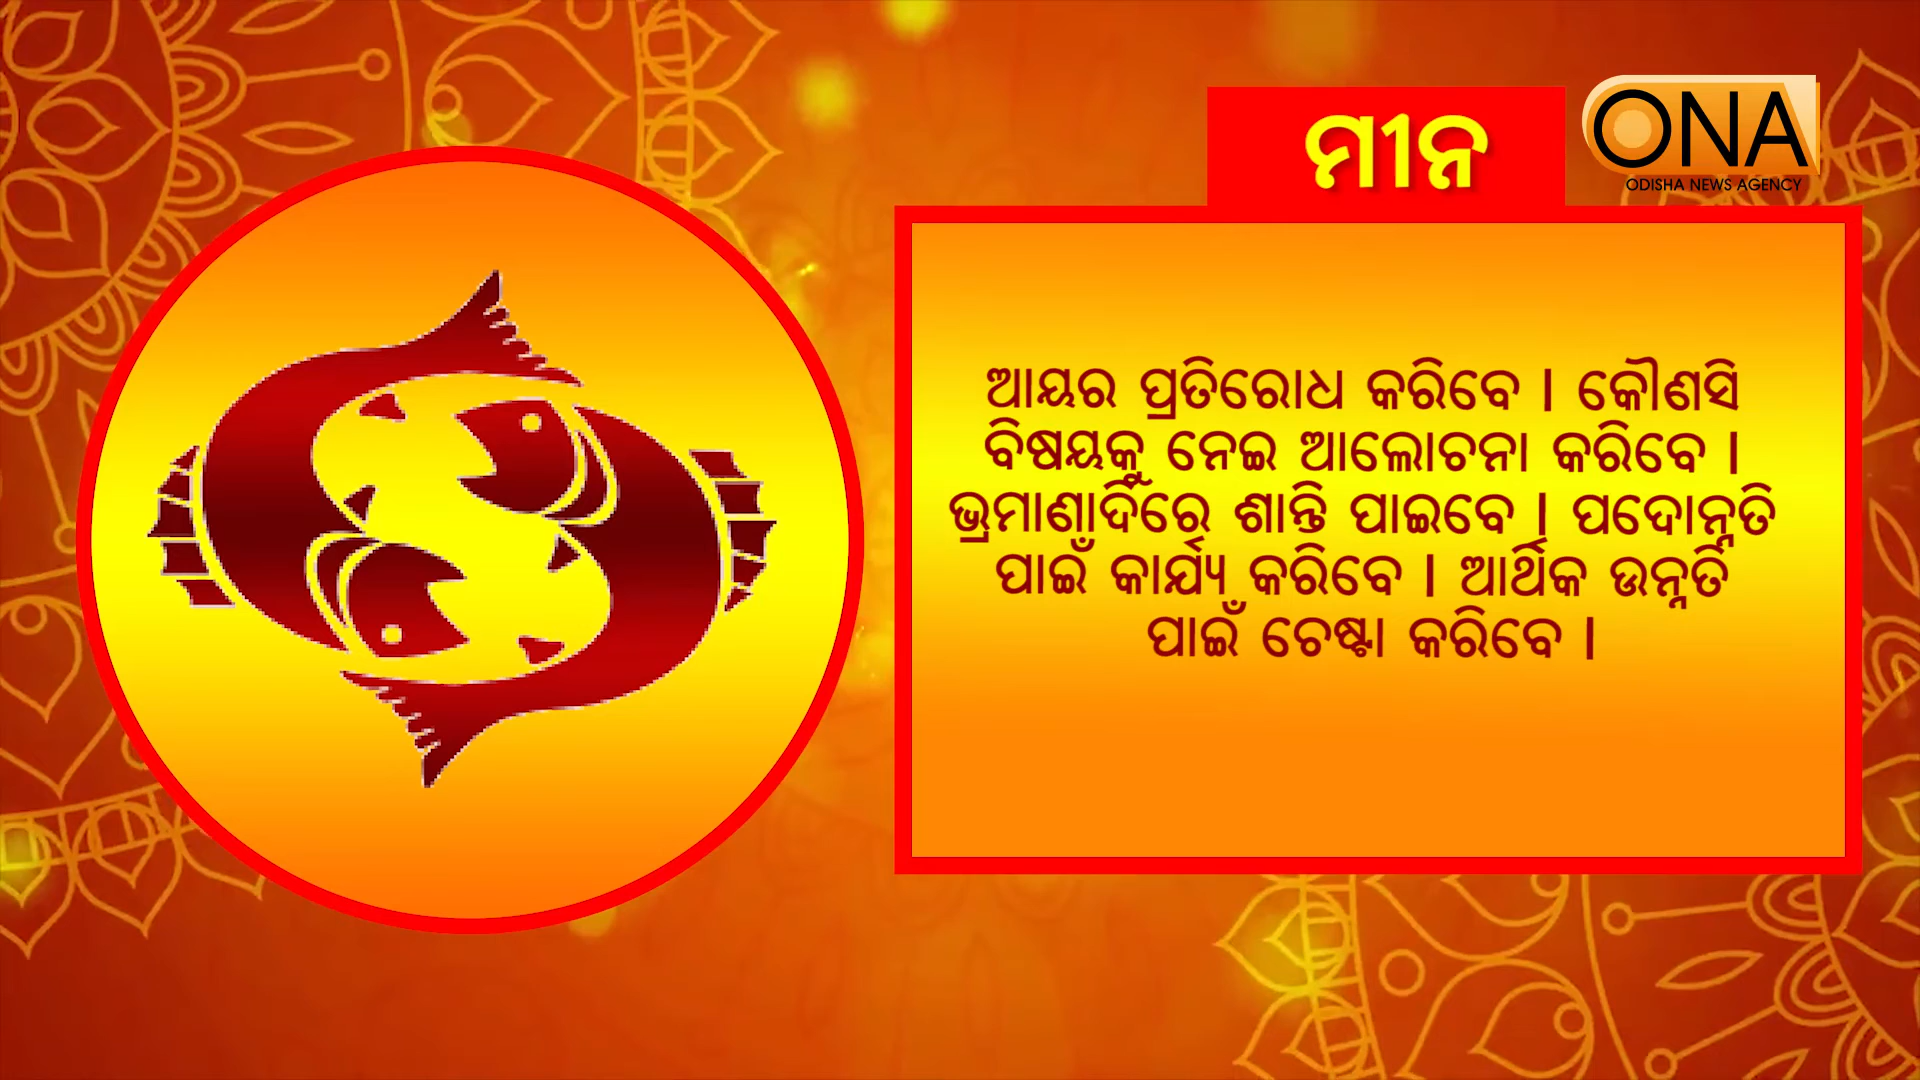 ମୀନ
ONA
ODISHA NEWS AGENCY
ଆୟର ପ୍ରତିରୋଧ କରିବେ । କୌଣସି
ବିଷୟକୁ ନେଇ ଆଲୋଚନା କରିବେ ।
ଭ୍ରମାଣାଦିରେ ଶାନ୍ତି ପାଇବେ । ପଦୋନ୍ନତି
ପାଇଁ କାର୍ଯ୍ୟ କରିବେ । ଆର୍ଥିକ ଉନ୍ନତି
ପାଇଁ ଚେଷ୍ଟା କରିବେ ।